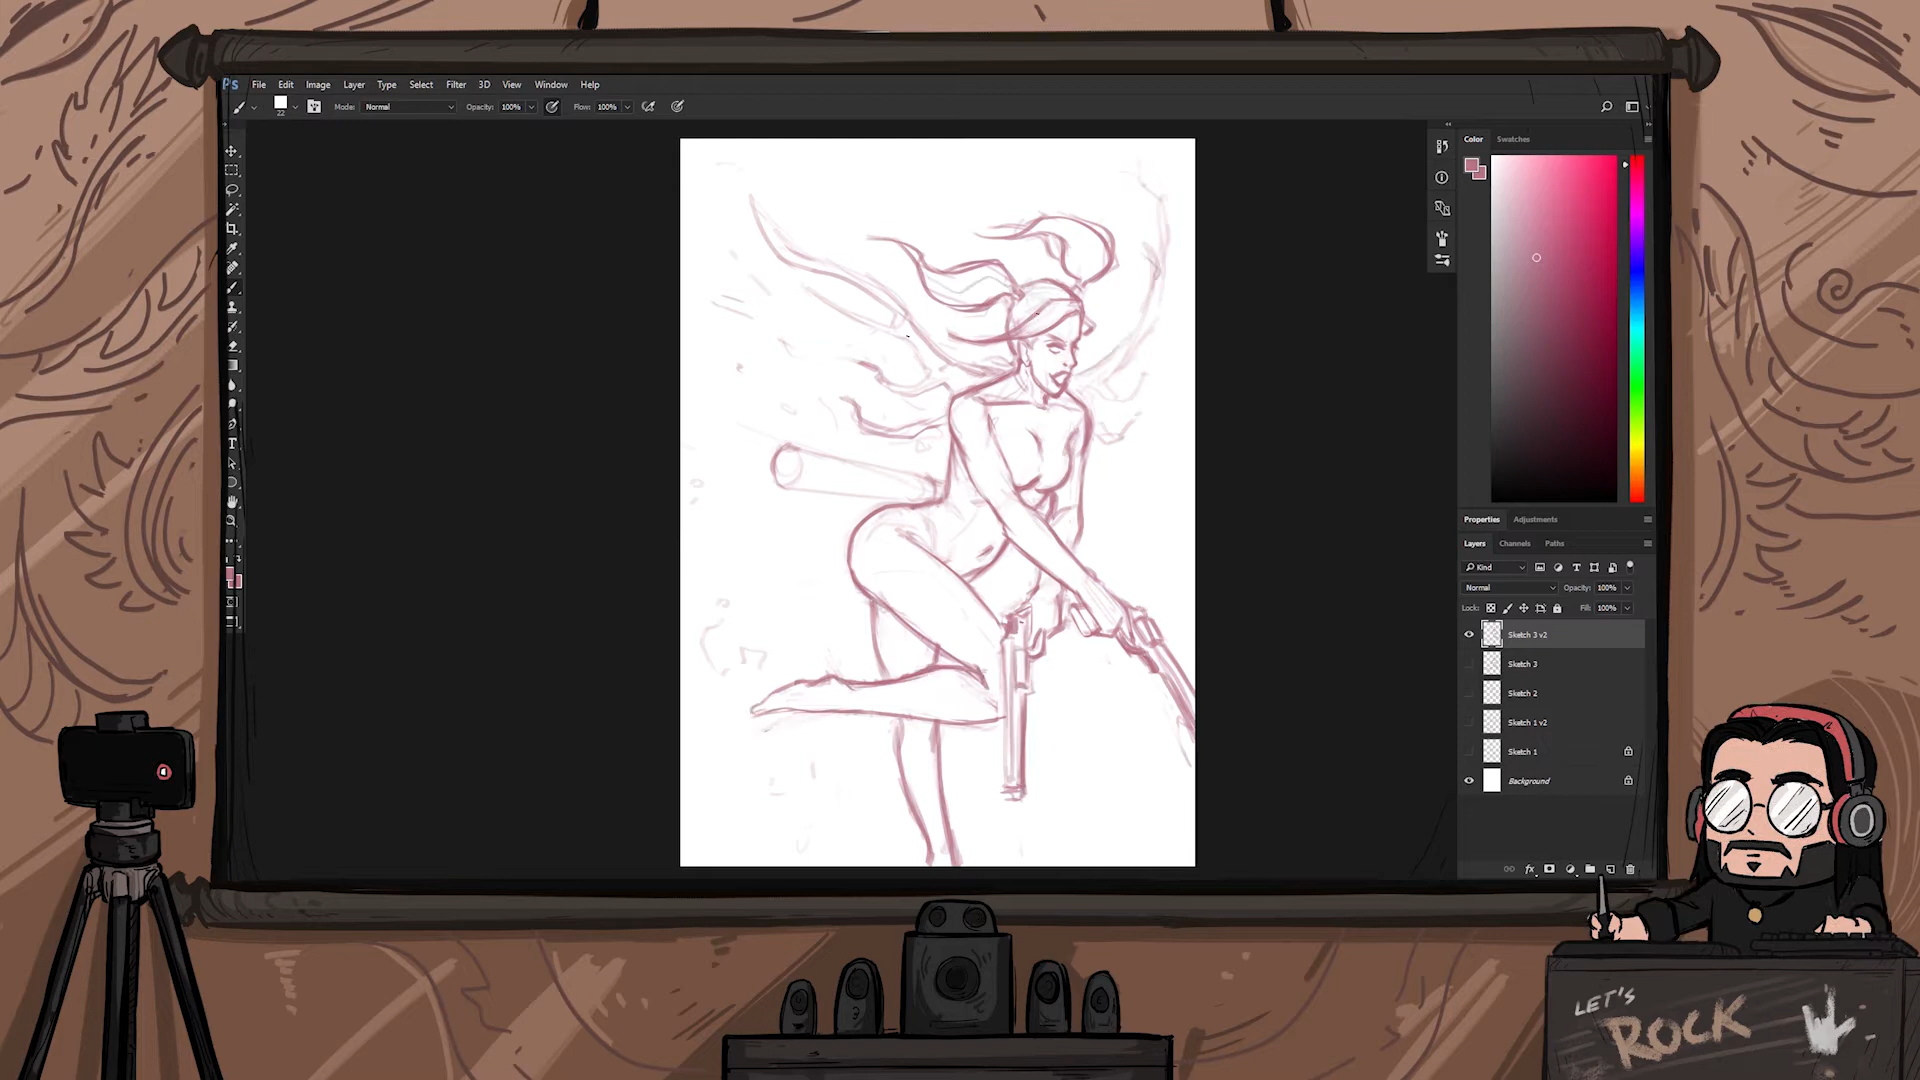 Ps File Edit Image Layer Type Select Filter 3D View Window Help
22 Mode: Normal Opacity: 100% Flow: 100%
Color Swatches
Properties Adjustments
Layers Channels Paths
Kind
Normal Opacity: 100%
Lock: Fill: 100%
Sketch 3 v2
Sketch 3
Sketch 2
Sketch 1 v2
Sketch 1
Background
fx
LET'S
ROCK